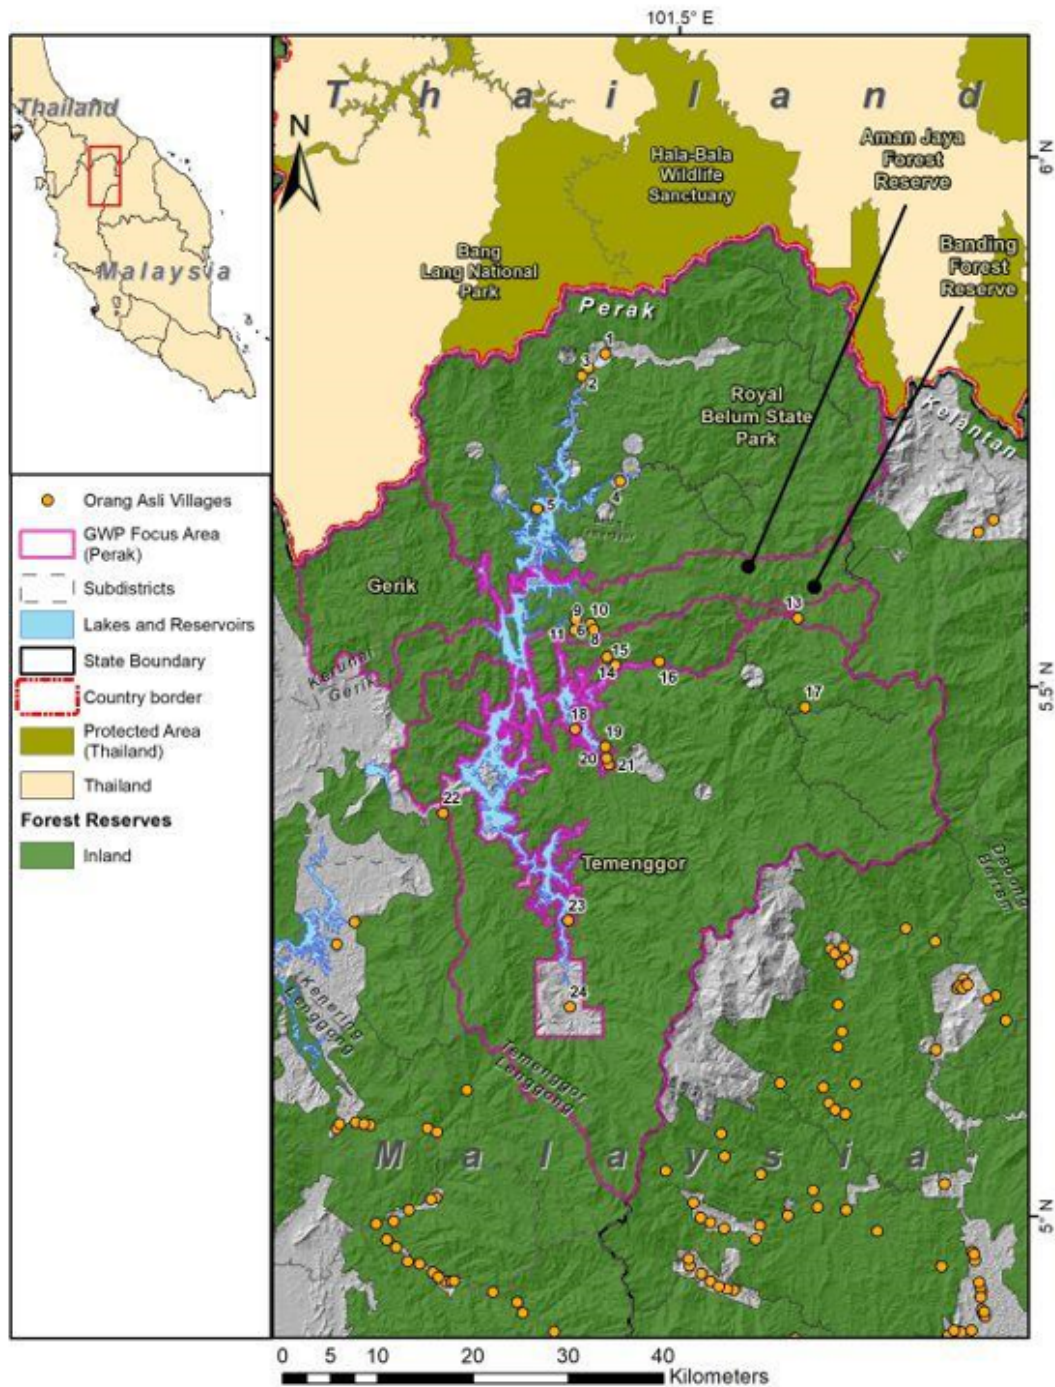 101.5° E
Thailand
Malaysia
N
Thailand
6° N
Aman Jaya
Forest
Reserve
Hala-Bala
Wildlife
Sanctuary
Banding
Forest
Reserve
Bang
Lang National
Park
Perak
1
3
2
Royal
Belum State
Park
Kelantan
4
5
Gerik
9
10
13
11
6
8
15
14
16
Gerik
5.5° N
17
18
19
20
21
22
Temenggor
23
Kenering
Lenggong
24
Temenggor
Lenggong
Malaysia
5° N
Orang Asli Villages
GWP Focus Area
(Perak)
Subdistricts
Lakes and Reservoirs
State Boundary
Country border
Protected Area
(Thailand)
Thailand
Forest Reserves
Inland
0 5 10 20 30 40
Kilometers